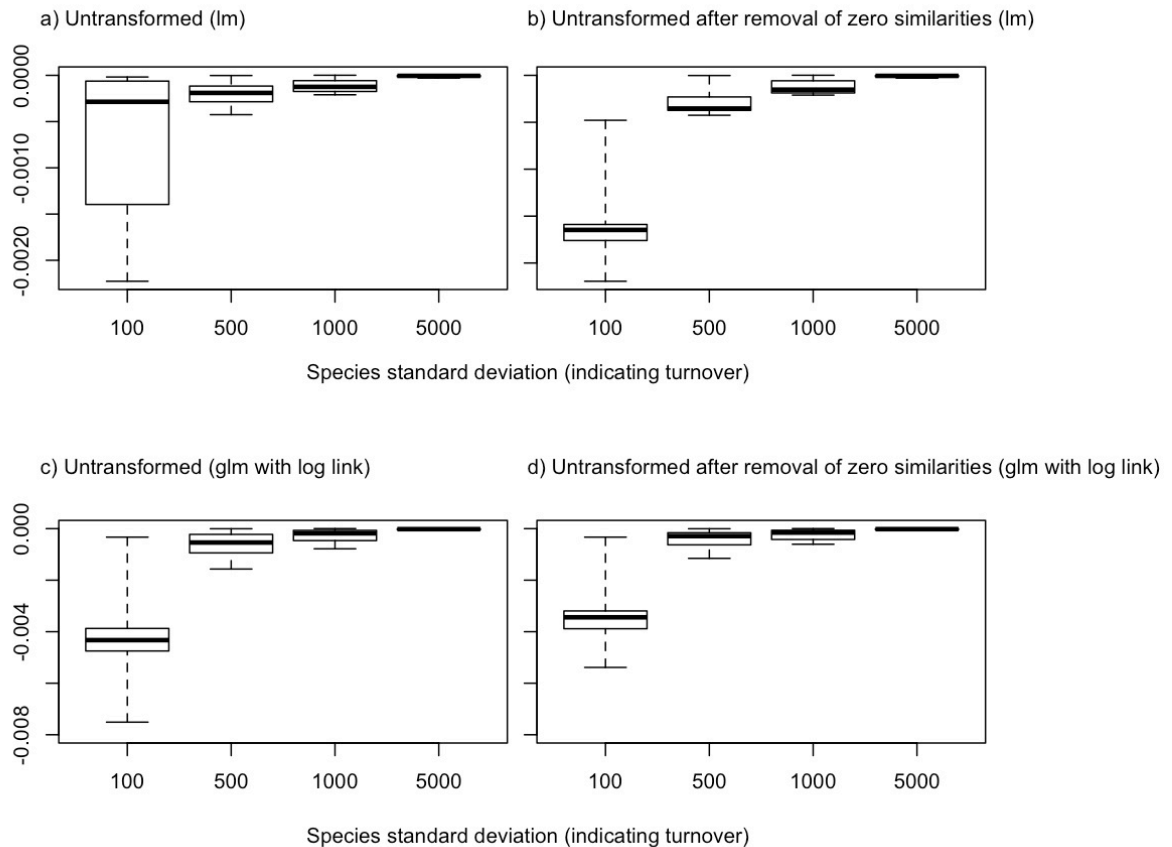 a) Untransformed (lm)
b) Untransformed after removal of zero similarities (lm)
0.0000
-0.0010
-0.0020
100 500 1000 5000
100 500 1000 5000
Species standard deviation (indicating turnover)
c) Untransformed (glm with log link)
d) Untransformed after removal of zero similarities (glm with log link)
0.000
-0.004
-0.008
100 500 1000 5000
100 500 1000 5000
Species standard deviation (indicating turnover)